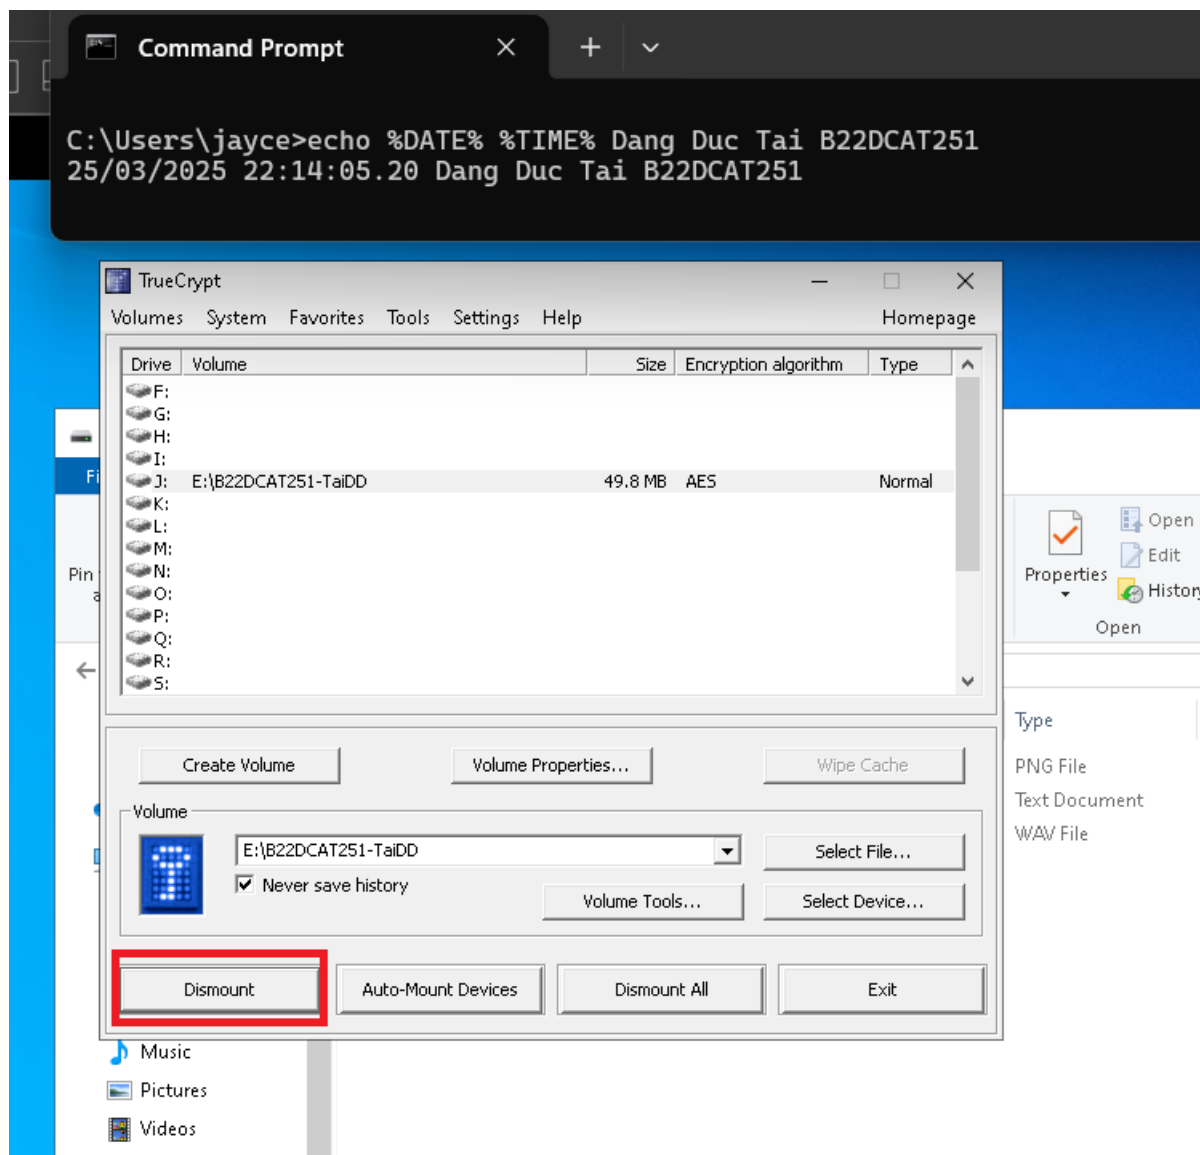 Command Prompt
C:\Users\jayce>echo %DATE% %TIME% Dang Duc Tai B22DCAT251
25/03/2025 22:14:05.20 Dang Duc Tai B22DCAT251
TrueCrypt
Volumes System Favorites Tools Settings Help Homepage
Drive Volume Size Encryption algorithm Type
F:
G:
H:
I:
J: E:\B22DCAT251-TaiDD 49.8 MB AES Normal
K:
L:
M:
N:
O:
P:
Q:
R:
S:
Create Volume Volume Properties... Wipe Cache
Volume
E:\B22DCAT251-TaiDD Select File...
Never save history
Volume Tools... Select Device...
Dismount Auto-Mount Devices Dismount All Exit
Fi
Pin
Open
Edit
Properties
History
Open
Type
PNG File
Text Document
WAV File
Music
Pictures
Videos